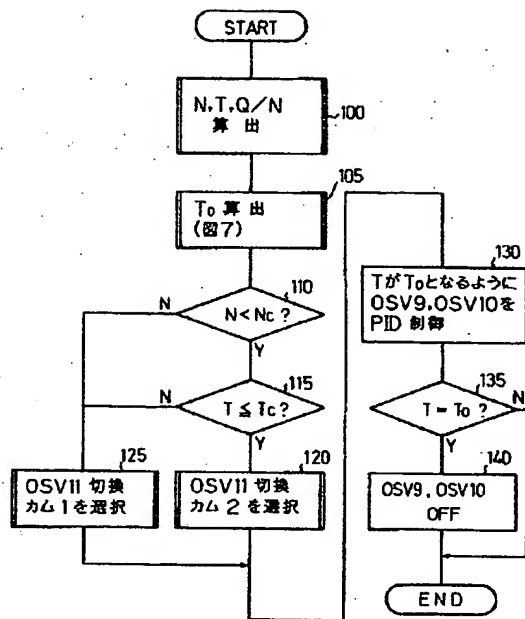 START
N,T,Q/N
算出
100
To 算出
(図7)
105
N<Nc?
110
N
Y
T≦Tc?
115
N
Y
OSV11 切換
カム1を選択
125
OSV11 切換
カム2を選択
120
TがToとなるように
OSV9,OSV10を
PID 制御
130
T=To?
135
N
Y
OSV9,OSV10
OFF
140
END